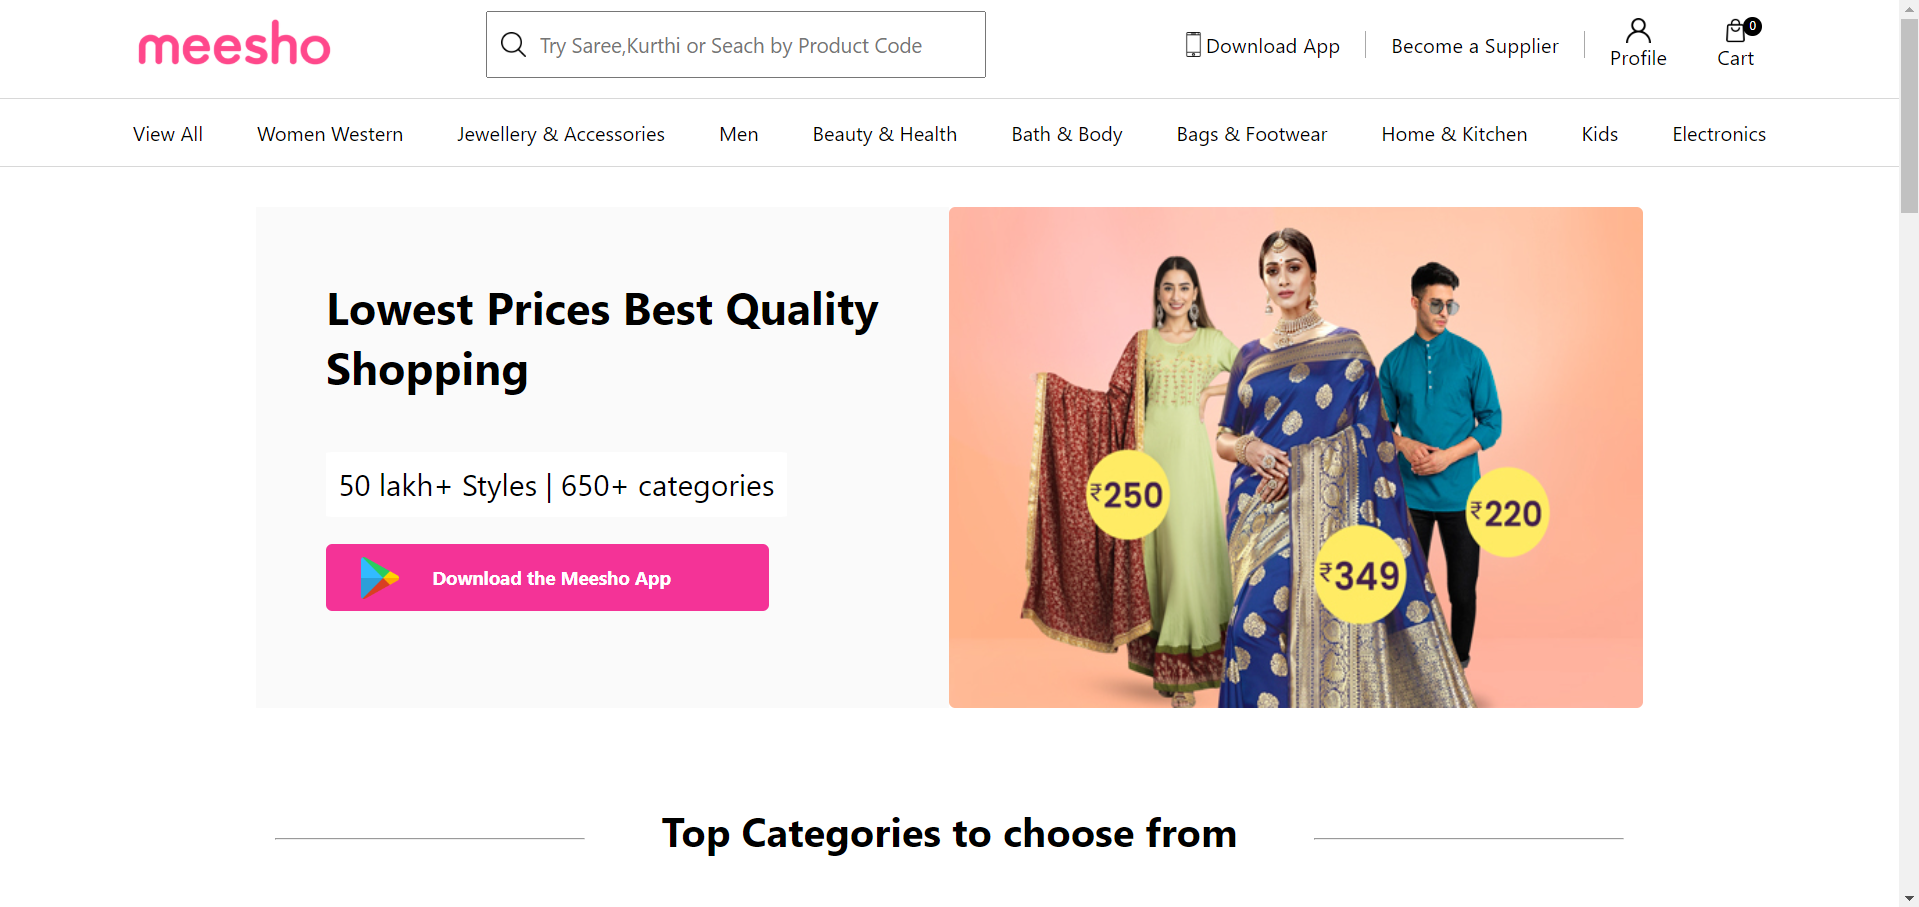 meesho
Try Saree,Kurthi or Seach by Product Code
Download App
Become a Supplier
Profile
0
Cart
View All
Women Western
Jewellery & Accessories
Men
Beauty & Health
Bath & Body
Bags & Footwear
Home & Kitchen
Kids
Electronics
Lowest Prices Best Quality
Shopping
50 lakh+ Styles | 650+ categories
Download the Meesho App
₹250
₹349
₹220
Top Categories to choose from